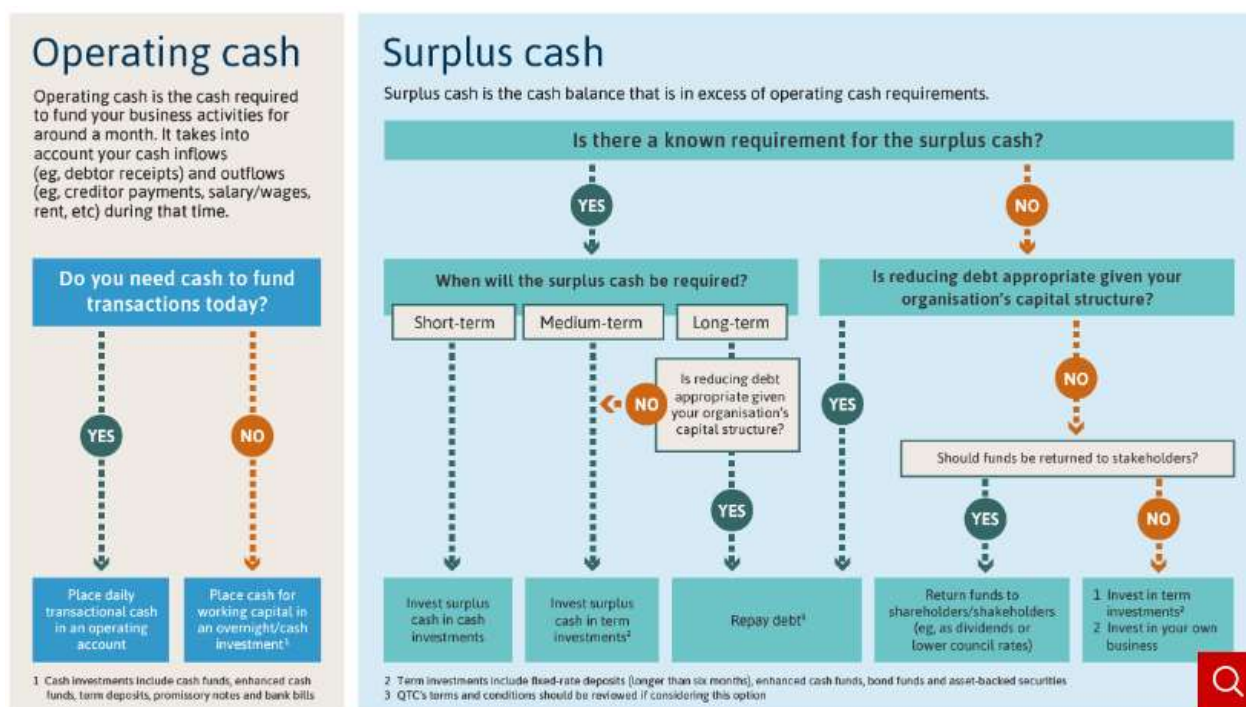 Operating cash
Operating cash is the cash required
to fund your business activities for
around a month. It takes into
account your cash inflows
(eg, debtor receipts) and outflows
(eg, creditor payments, salary/wages,
rent, etc) during that time.
Do you need cash to fund
transactions today?
YES
NO
Place daily
transactional cash
in an operating
account
Place cash for
working capital in
an overnight/cash
investment¹
1 Cash investments include cash funds, enhanced cash
funds, term deposits, promissory notes and bank bills
Surplus cash
Surplus cash is the cash balance that is in excess of operating cash requirements.
Is there a known requirement for the surplus cash?
YES
NO
When will the surplus cash be required?
Short-term
Medium-term
Long-term
Is reducing debt
appropriate given
your organisation's
capital structure?
NO
YES
Is reducing debt appropriate given your
organisation's capital structure?
YES
NO
Should funds be returned to stakeholders?
YES
NO
Invest surplus
cash in cash
investments
Invest surplus
cash in term
investments²
Repay debt³
Return funds to
shareholders/shakeholders
(eg, as dividends or
lower council rates)
1 Invest in term
investments²
2 Invest in your own
business
2 Term investments include fixed-rate deposits (longer than six months), enhanced cash funds, bond funds and asset-backed securities
3 QTC's terms and conditions should be reviewed if considering this option